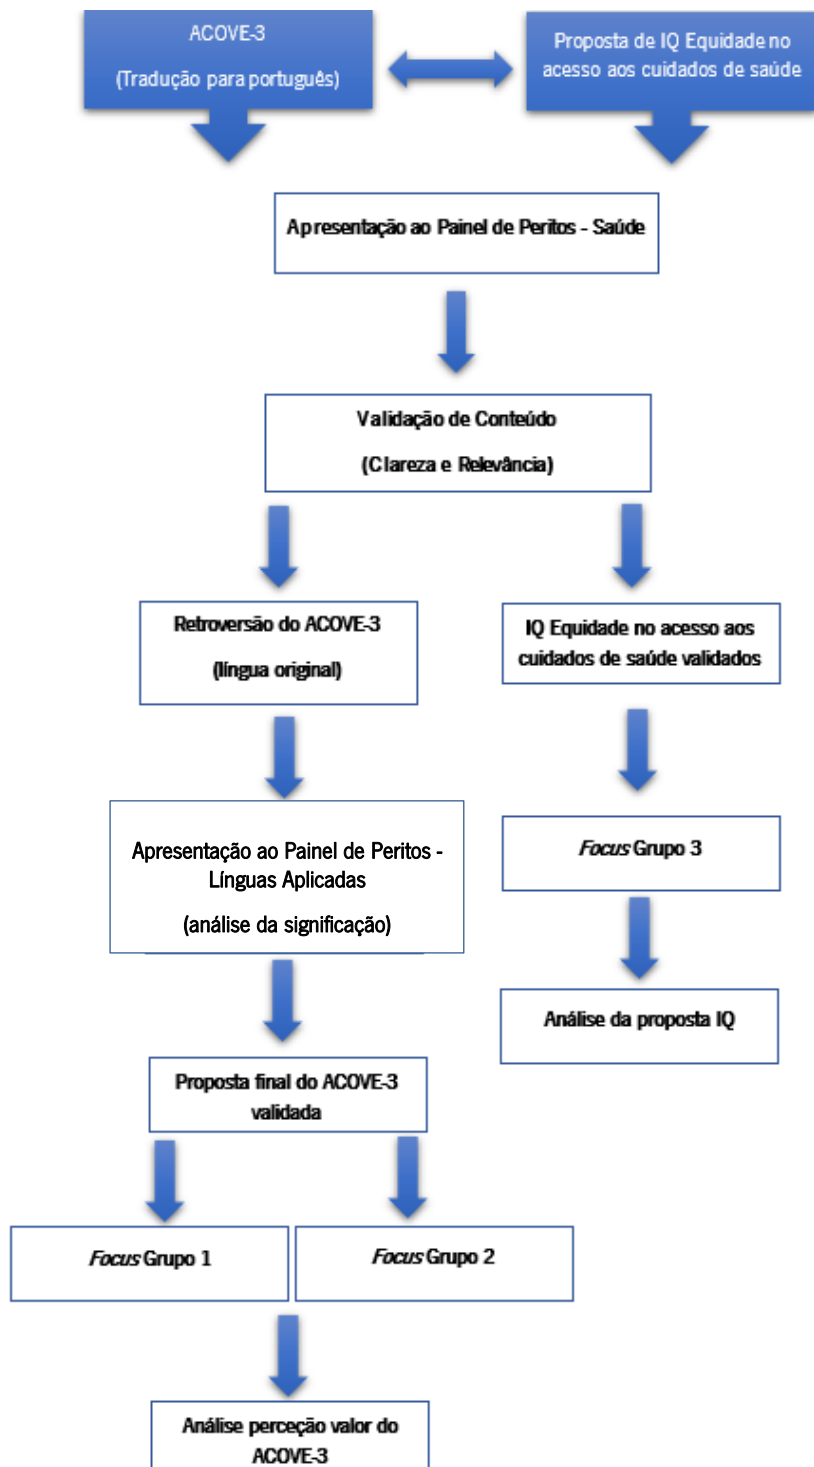 ACOVE-3
(Tradução para português)
Proposta de IQ Equidade no
acesso aos cuidados de saúde
Apresentação ao Painel de Peritos - Saúde
Validação de Conteúdo
(Clareza e Relevância)
Retroversão do ACOVE-3
(língua original)
IQ Equidade no acesso aos
cuidados de saúde validados
Apresentação ao Painel de Peritos -
Línguas Aplicadas
(análise da significação)
Focus Grupo 3
Análise da proposta IQ
Proposta final do ACOVE-3
validada
Focus Grupo 1
Focus Grupo 2
Análise perceção valor do
ACOVE-3